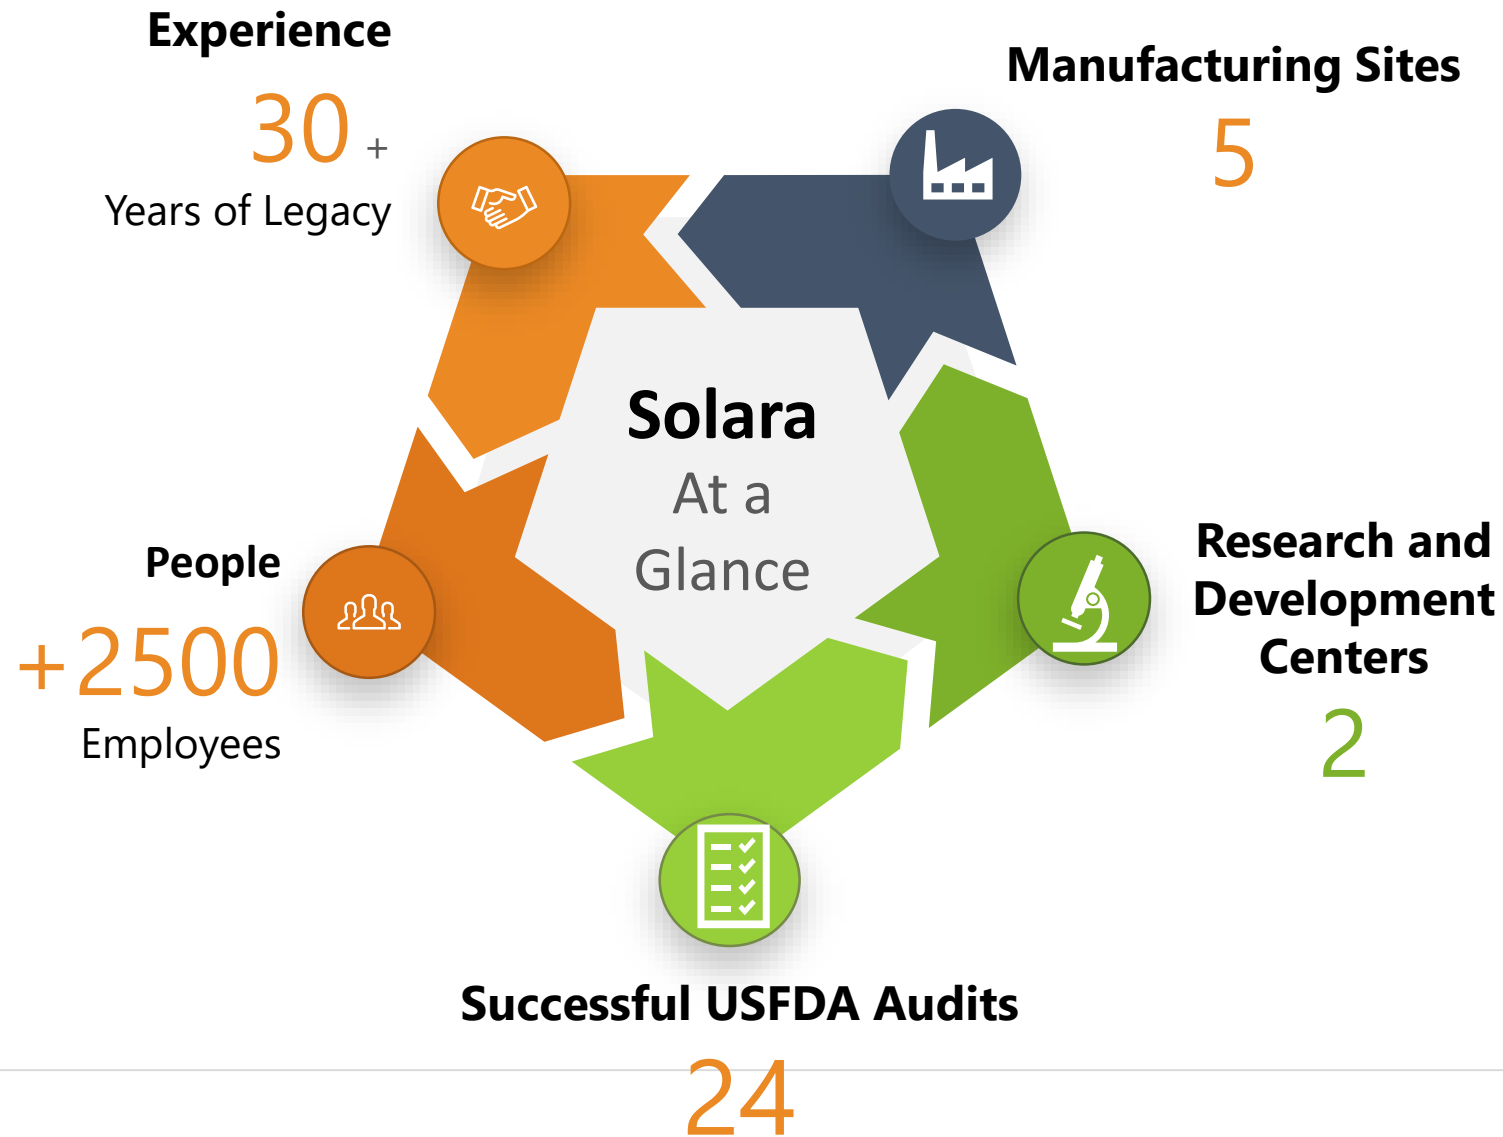 Experience
30 +
Years of Legacy
Manufacturing Sites
5
Solara
At a
Glance
People
+2500
Employees
Research and
Development
Centers
2
Successful USFDA Audits
24